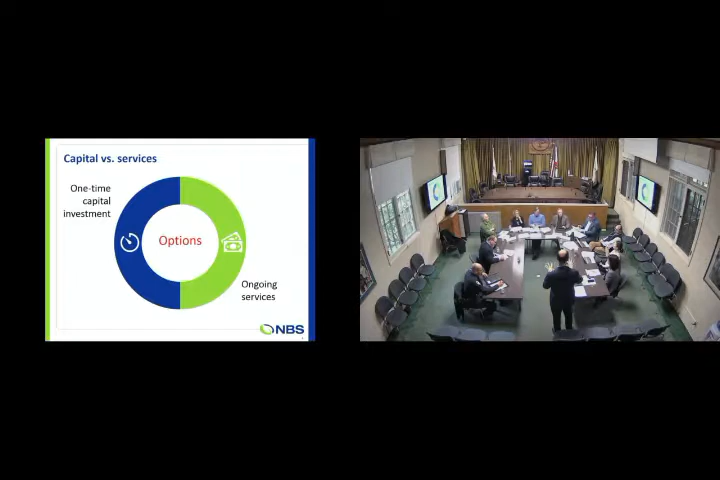 Capital vs. services
One-time
capital
investment
Options
Ongoing
services
NBS